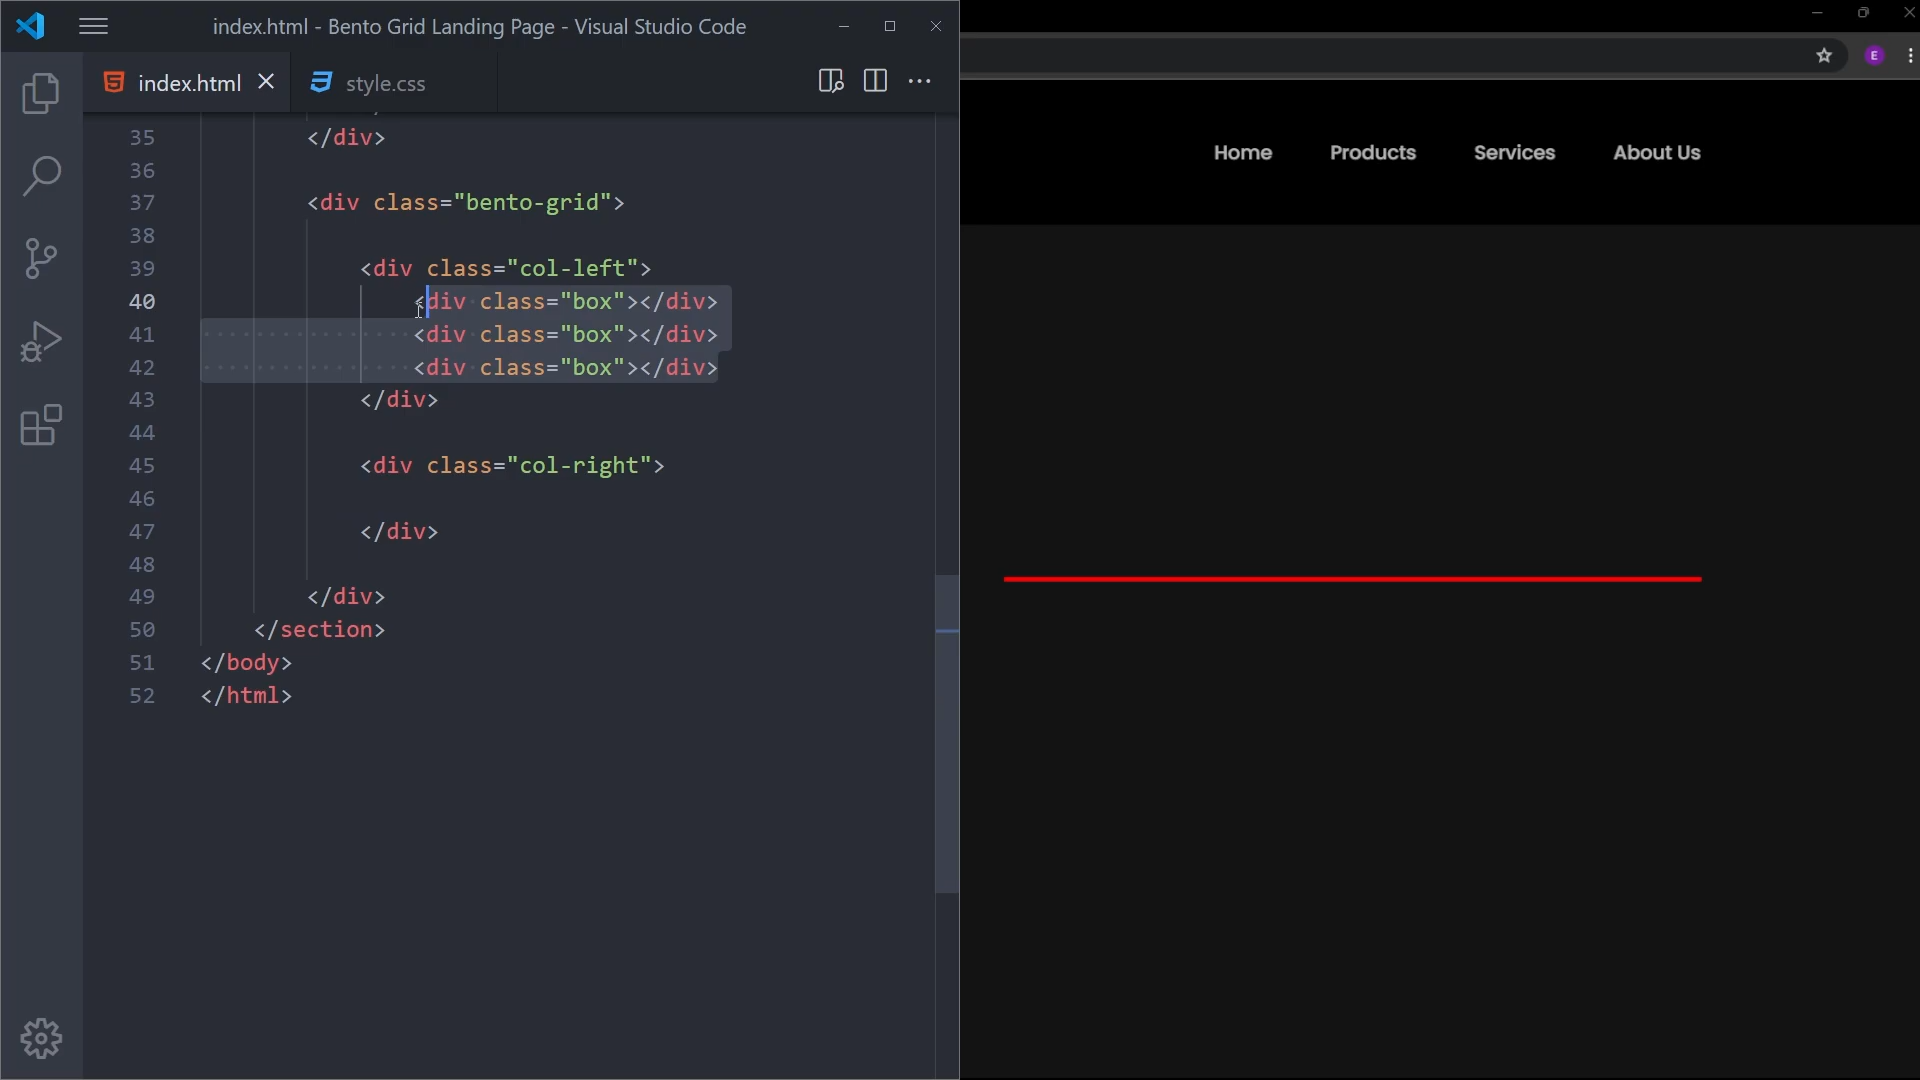 index.html - Bento Grid Landing Page - Visual Studio Code
index.html
style.css
35 </div>
36
37 <div class="bento-grid">
38
39 <div class="col-left">
40 <div class="box"></div>
41 <div class="box"></div>
42 <div class="box"></div>
43 </div>
44
45 <div class="col-right">
46
47 </div>
48
49 </div>
50 </section>
51 </body>
52 </html>
E
Home Products Services About Us